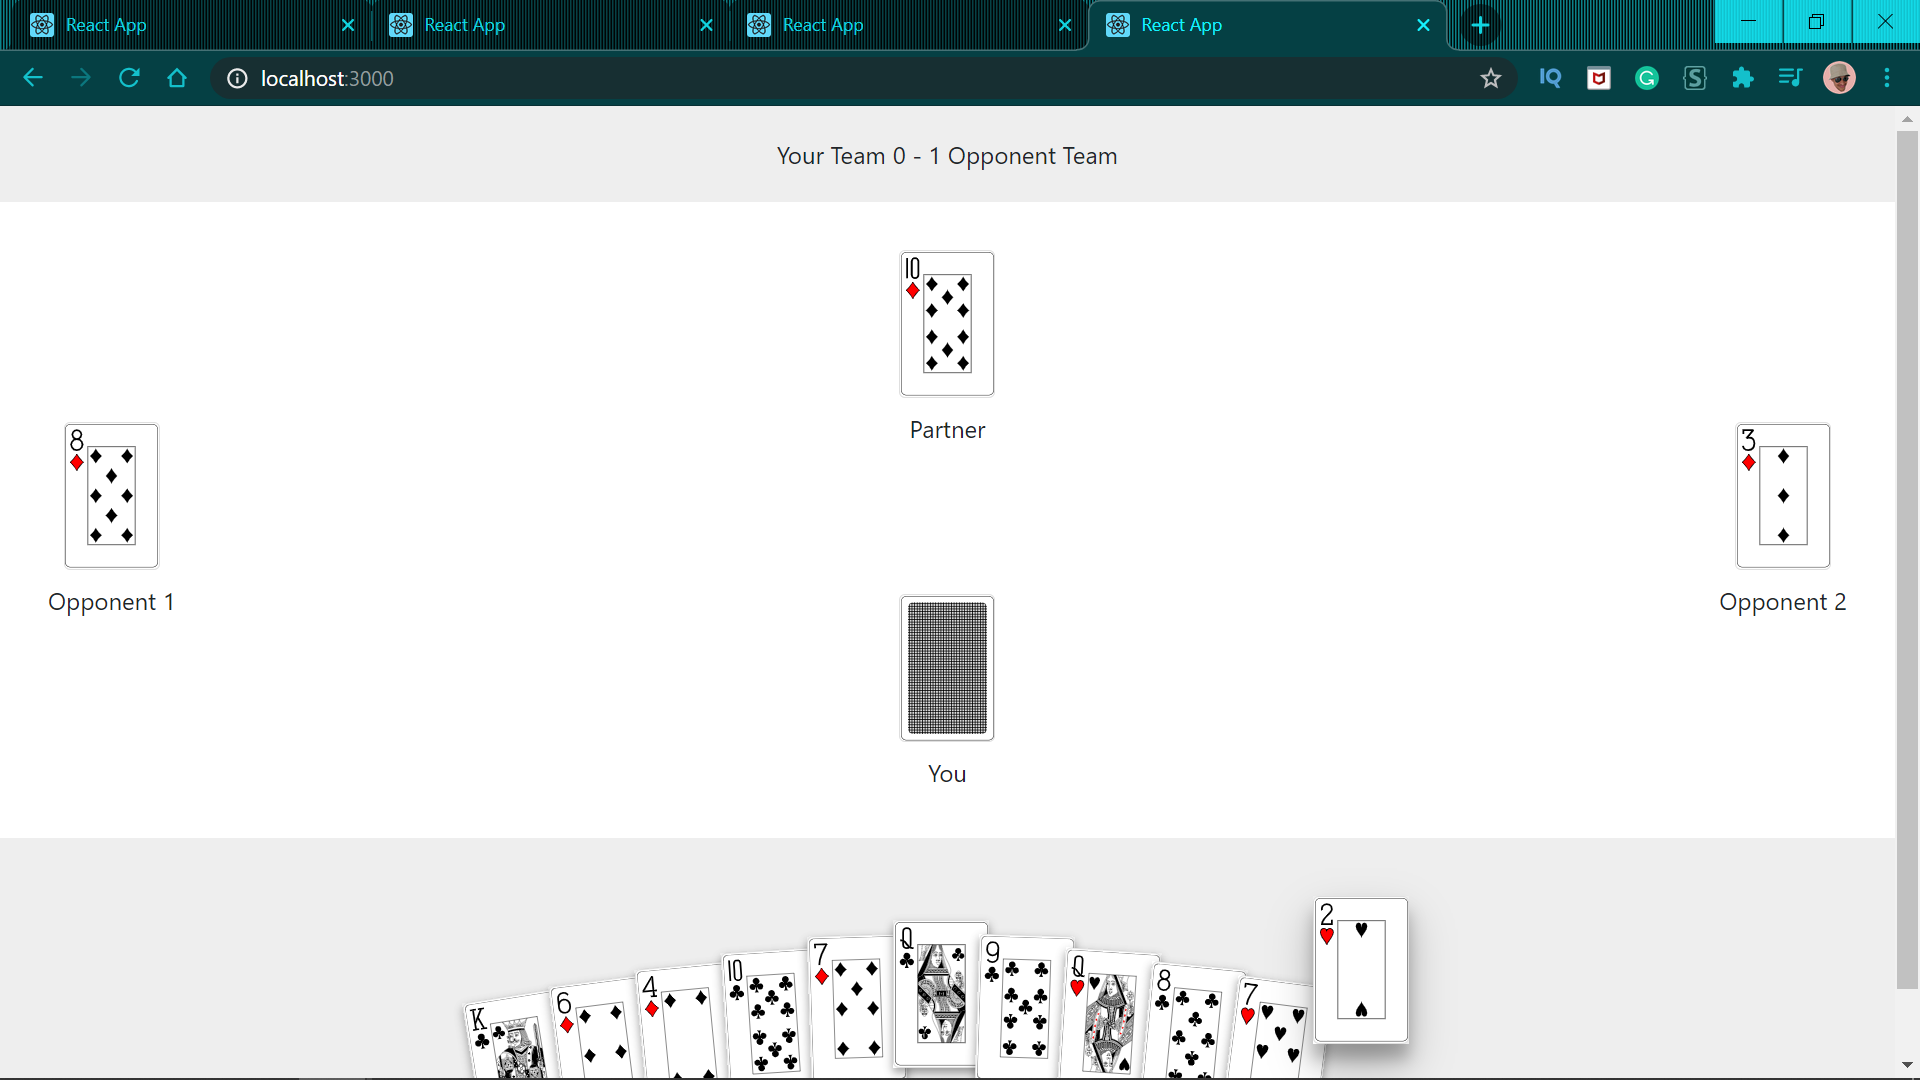 React App
React App
React App
React App
localhost:3000
IQ
Your Team 0 - 1 Opponent Team
10
Partner
8
3
Opponent 1
Opponent 2
You
K
6
4
10
7
Q
9
Q
8
7
2